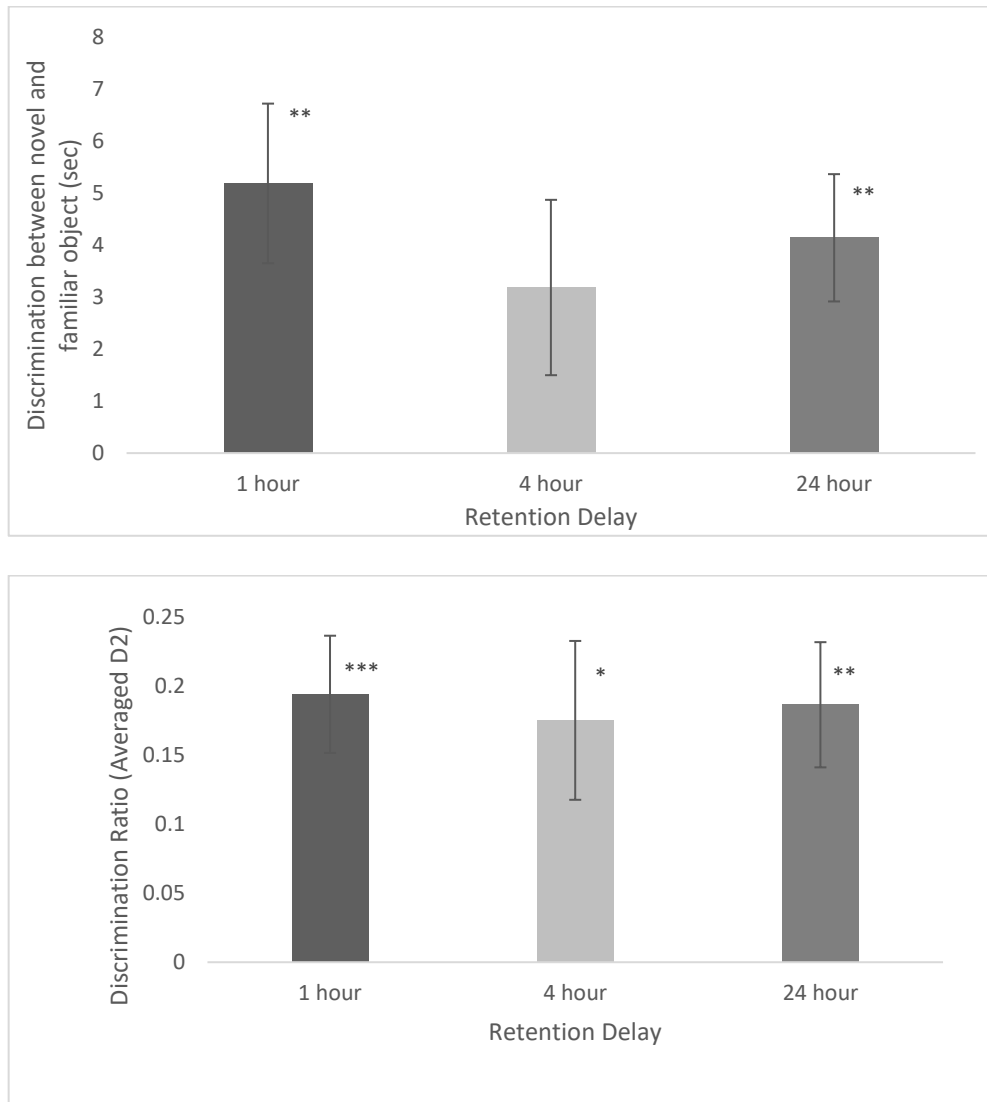 Discrimination between novel and
familiar object (sec)
8
7
6
5
4
3
2
1
0
**
**
1 hour
4 hour
24 hour
Retention Delay
Discrimination Ratio (Averaged D2)
0.25
0.2
0.15
0.1
0.05
0
***
*
**
1 hour
4 hour
24 hour
Retention Delay